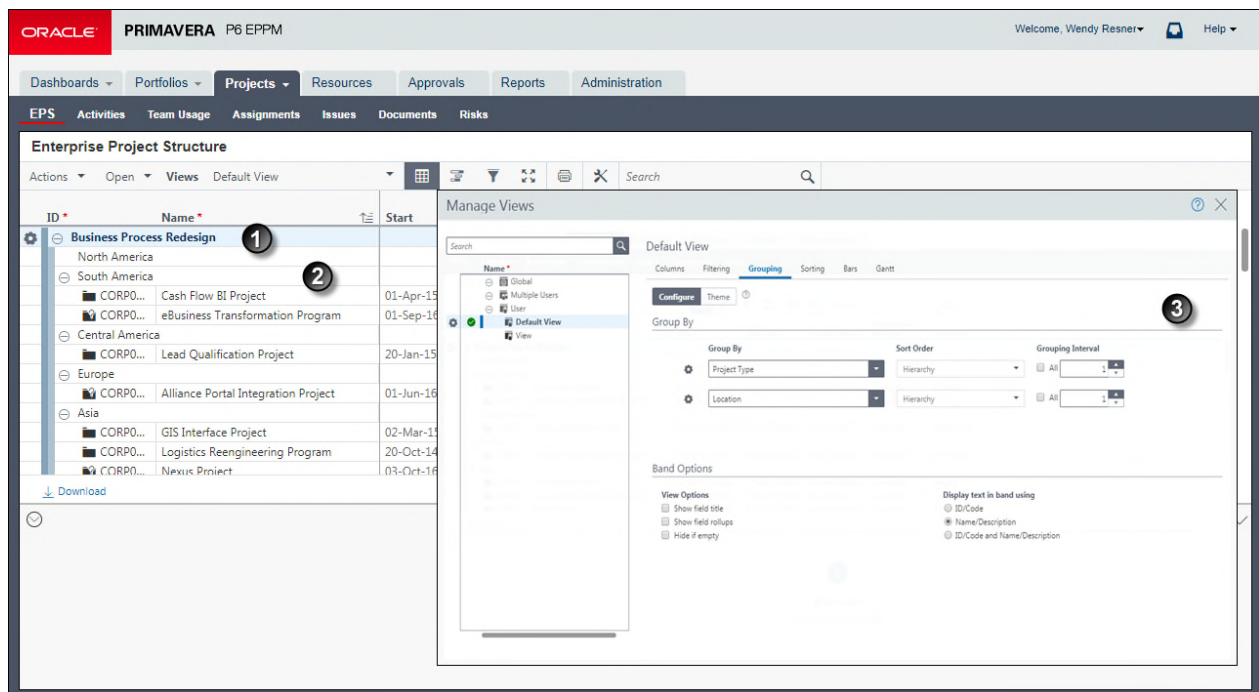 ORACLE PRIMAVERA P6 EPPM Welcome, Wendy Resner Help
Dashboards Portfolios Projects Resources Approvals Reports Administration
EPS Activities Team Usage Assignments Issues Documents Risks
Enterprise Project Structure
Actions Open Views Default View Search
ID * Name * Start
Business Process Redesign 1
North America
South America 2
CORP0... Cash Flow BI Project 01-Apr-15
CORP0... eBusiness Transformation Program 01-Sep-16
Central America
CORP0... Lead Qualification Project 20-Jan-15
Europe
CORP0... Alliance Portal Integration Project 01-Jun-16
Asia
CORP0... GIS Interface Project 02-Mar-15
CORP0... Logistics Reengineering Program 20-Oct-14
CORP0... Nexus Project 03-Oct-16
Download
Manage Views
Search
Name *
Global
Multiple Users
User
Default View
View
Default View
Columns Filtering Grouping Sorting Bars Gantt
Configure Theme
3
Group By
Group By Sort Order Grouping Interval
Project Type Hierarchy All 1
Location Hierarchy All 1
Band Options
View Options Display text in band using
Show field title ID/Code
Show field rollups Name/Description
Hide if empty ID/Code and Name/Description